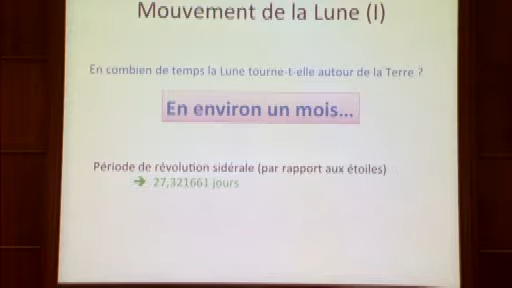 Mouvement de la Lune (I)
En combien de temps la Lune tourne-t-elle autour de la Terre ?
En environ un mois...
Période de révolution sidérale (par rapport aux étoiles)
➔ 27,321661 jours